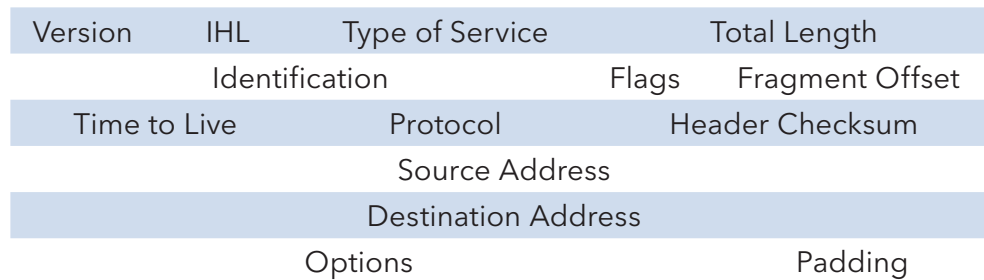 Version IHL Type of Service Total Length
Identification Flags Fragment Offset
Time to Live Protocol Header Checksum
Source Address
Destination Address
Options Padding